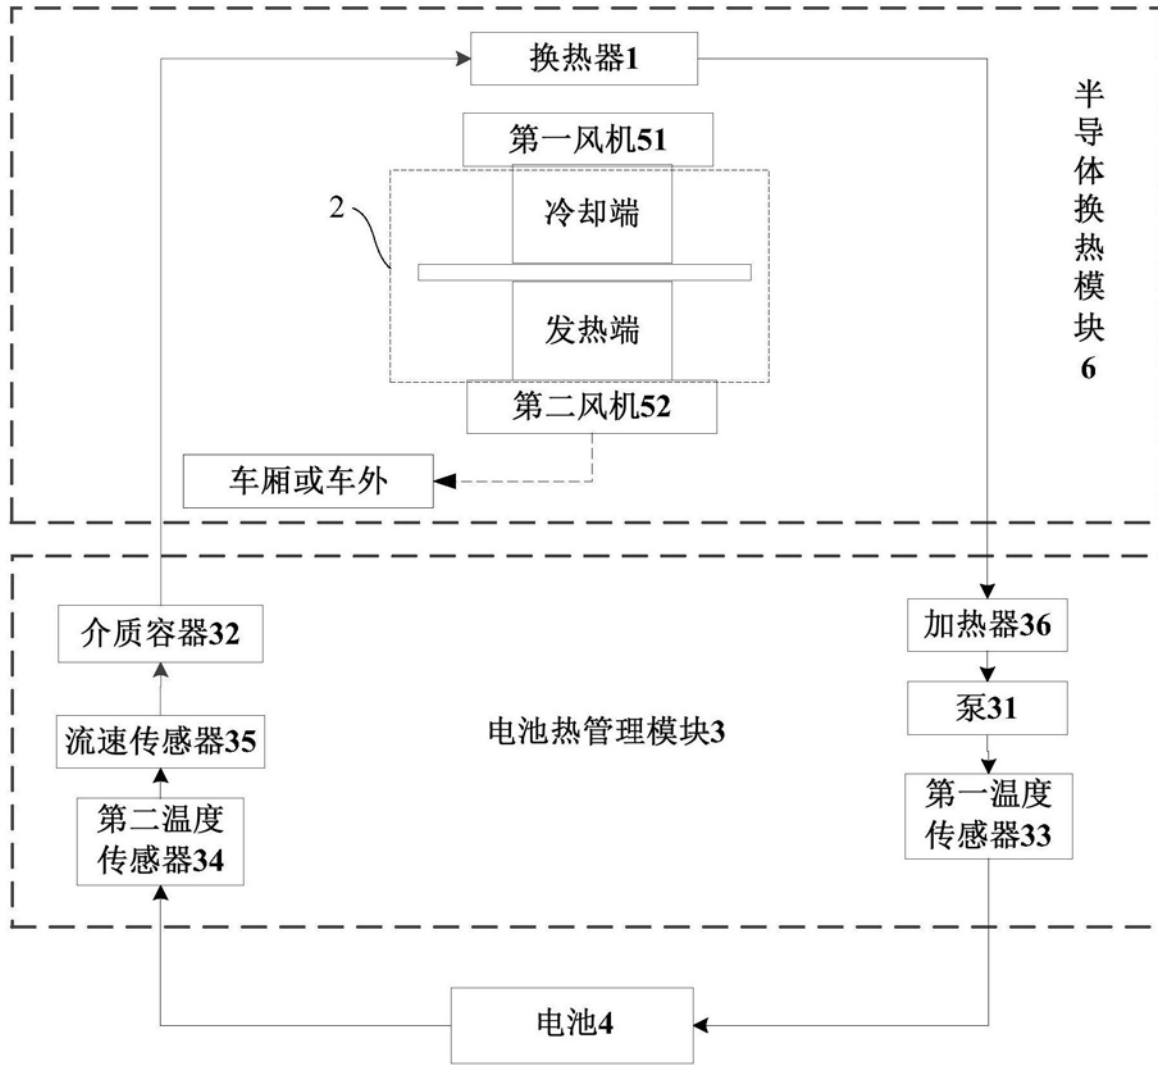 换热器1
第一风机51
冷却端
2
发热端
第二风机52
车厢或车外
半导体换热模块6
介质容器32
加热器36
泵31
流速传感器35
电池热管理模块3
第二温度
传感器34
第一温度
传感器33
电池4